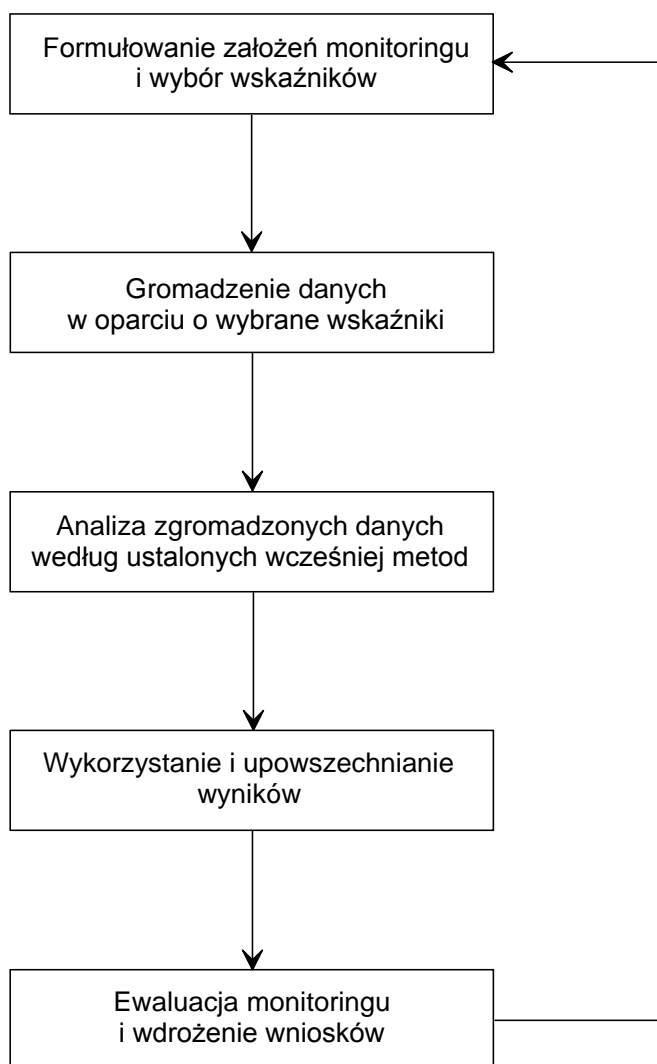 Formułowanie założeń monitoringu
i wybór wskaźników
Gromadzenie danych
w oparciu o wybrane wskaźniki
Analiza zgromadzonych danych
według ustalonych wcześniej metod
Wykorzystanie i upowszechnianie
wyników
Ewaluacja monitoringu
i wdrożenie wniosków